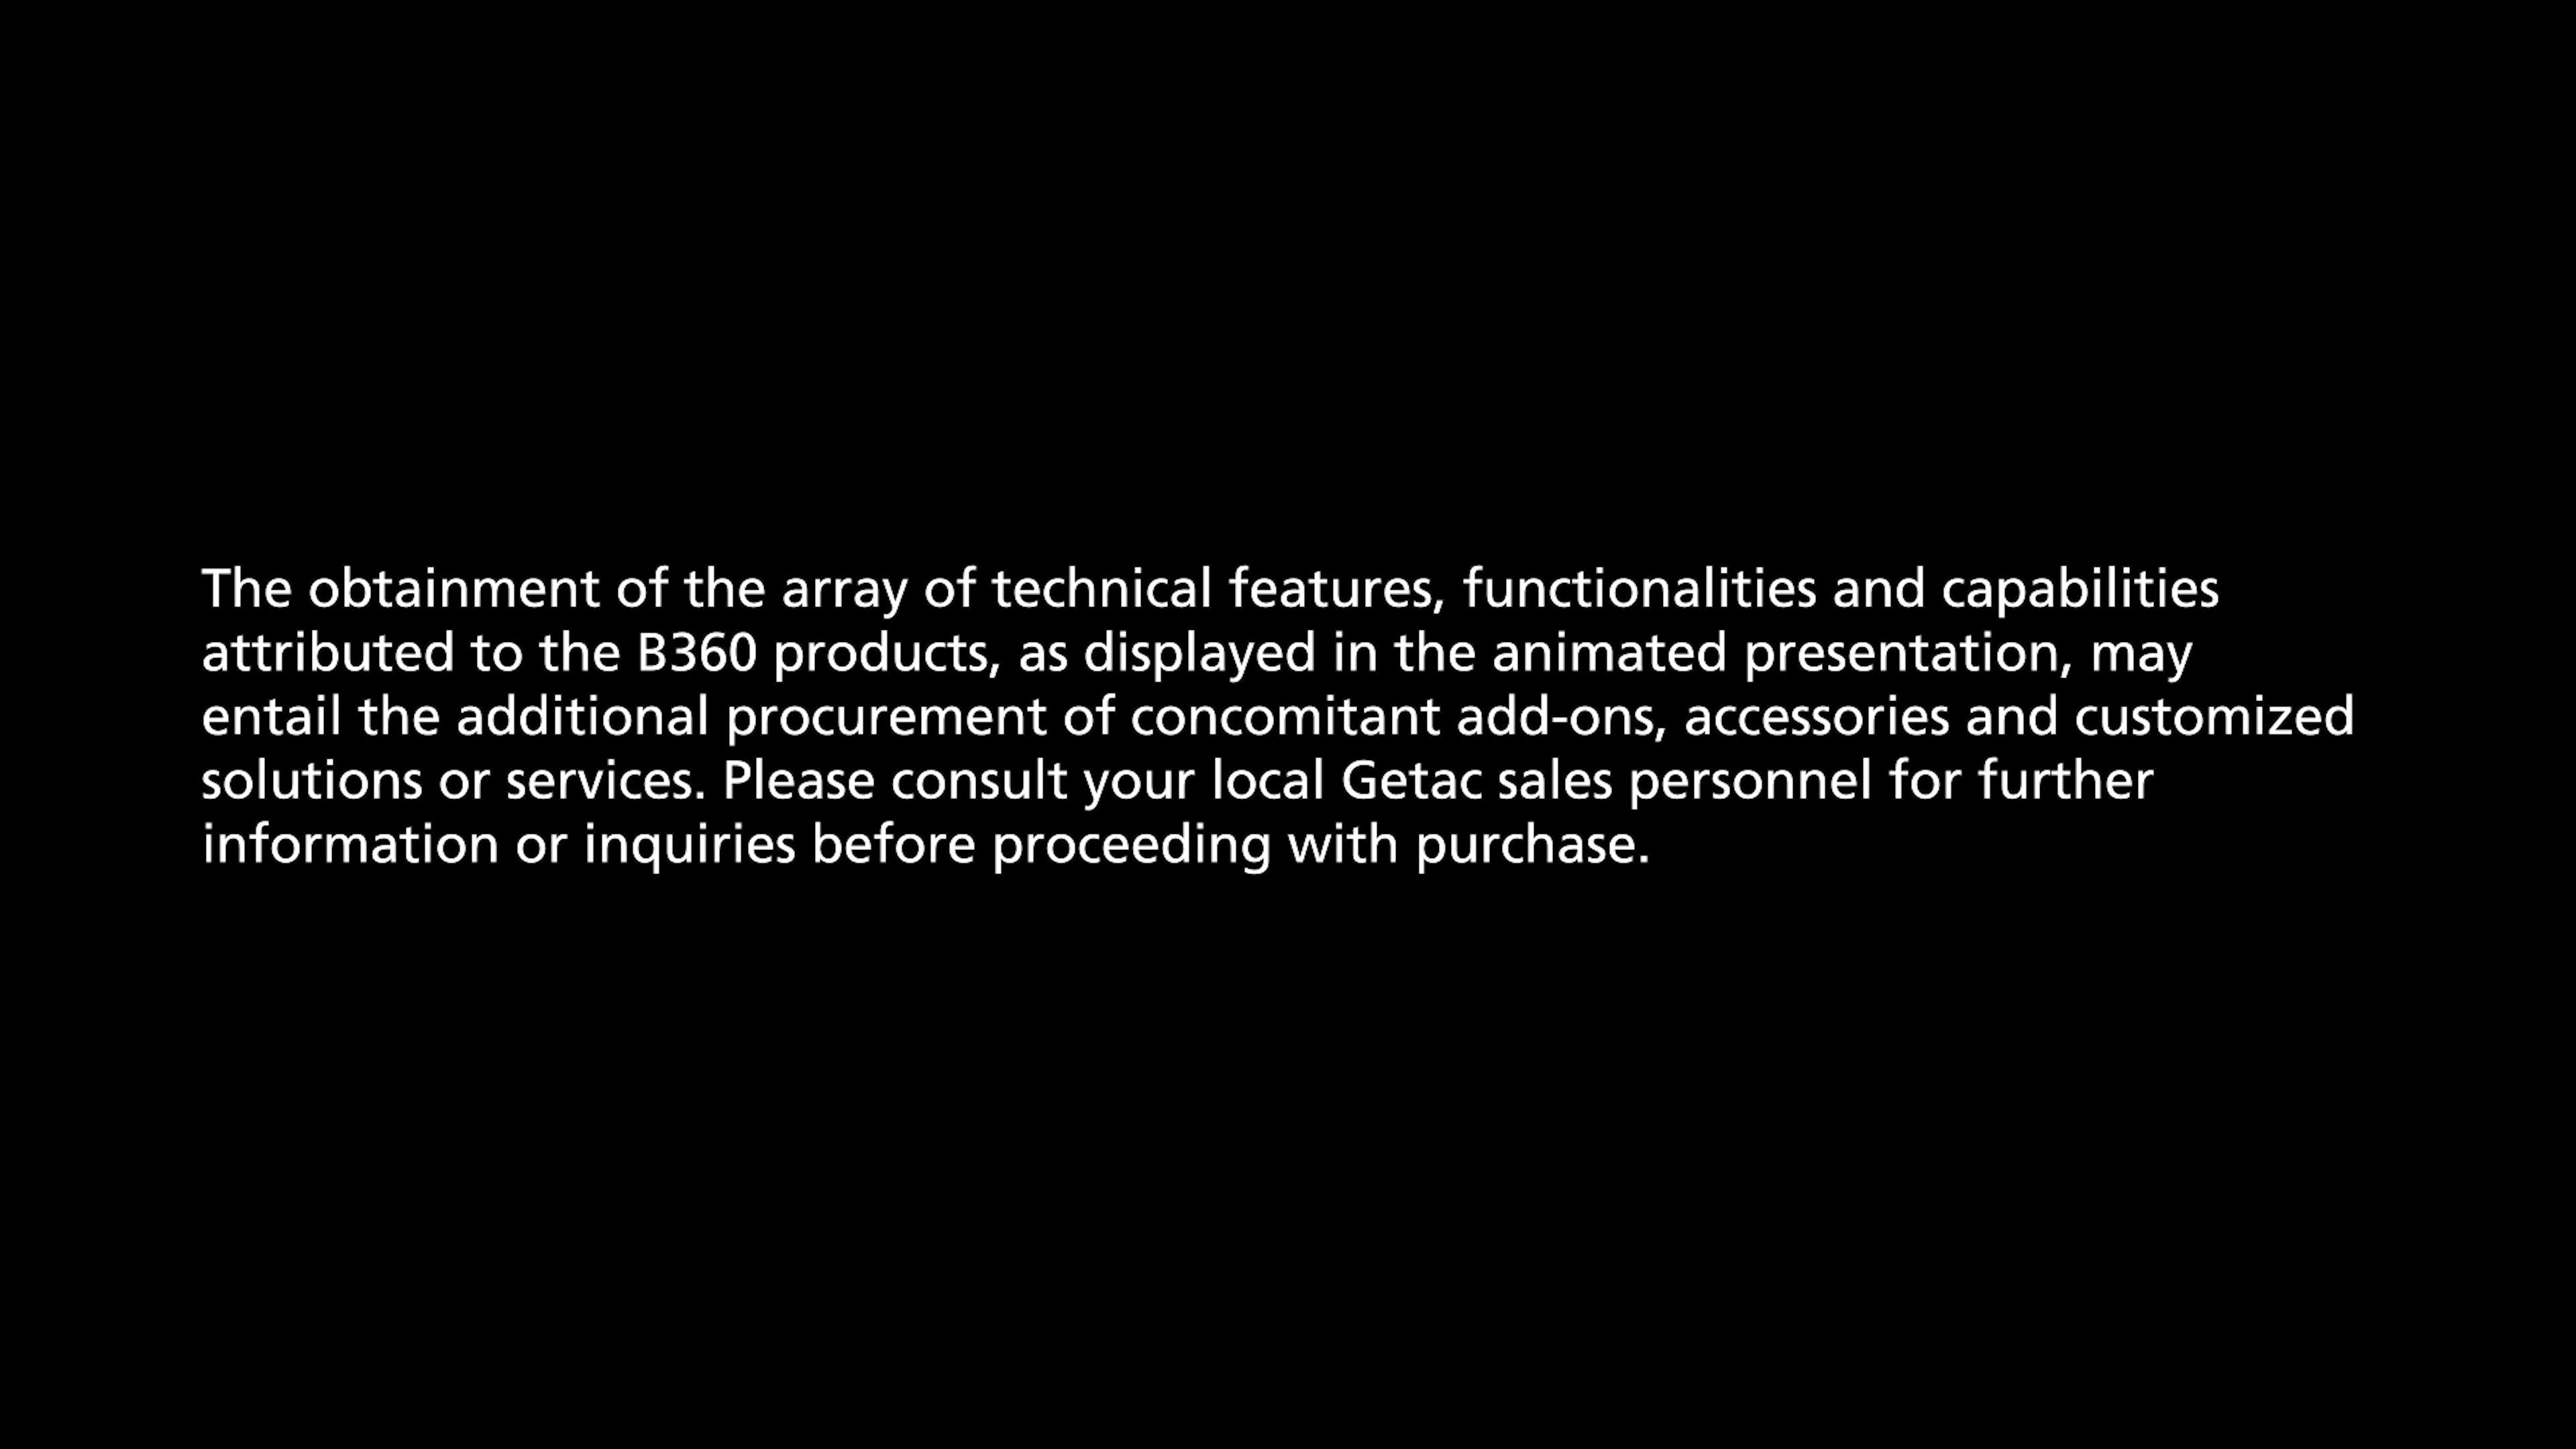 The obtainment of the array of technical features, functionalities and capabilities
attributed to the B360 products, as displayed in the animated presentation, may
entail the additional procurement of concomitant add-ons, accessories and customized
solutions or services. Please consult your local Getac sales personnel for further
information or inquiries before proceeding with purchase.